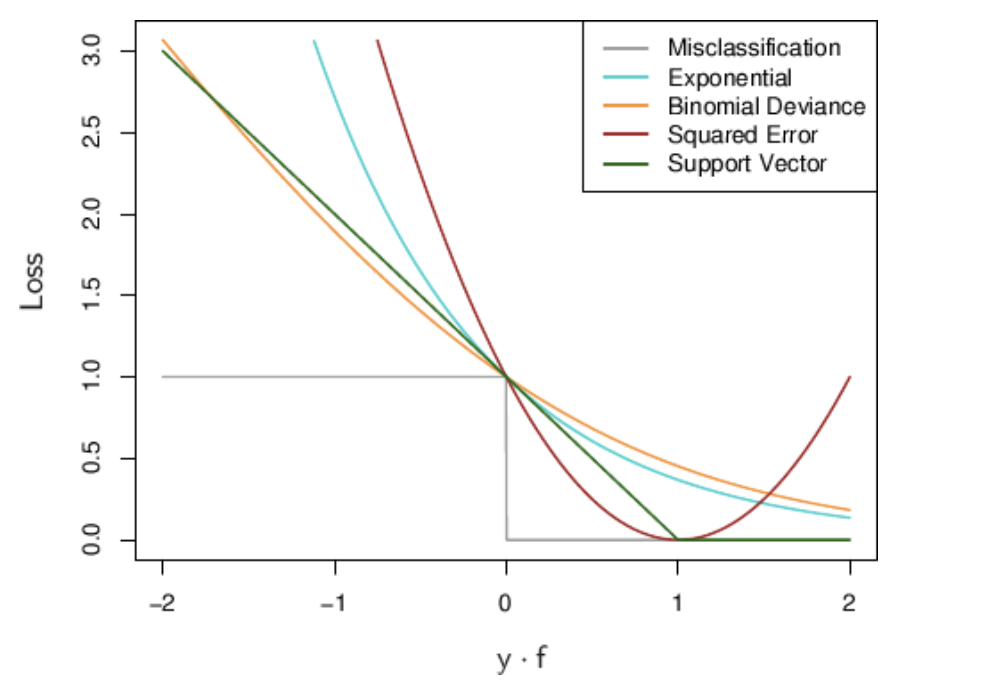 Misclassification
Exponential
Binomial Deviance
Squared Error
Support Vector
3.0
2.5
2.0
1.5
1.0
0.5
0.0
Loss
−2 −1 0 1 2
y · f